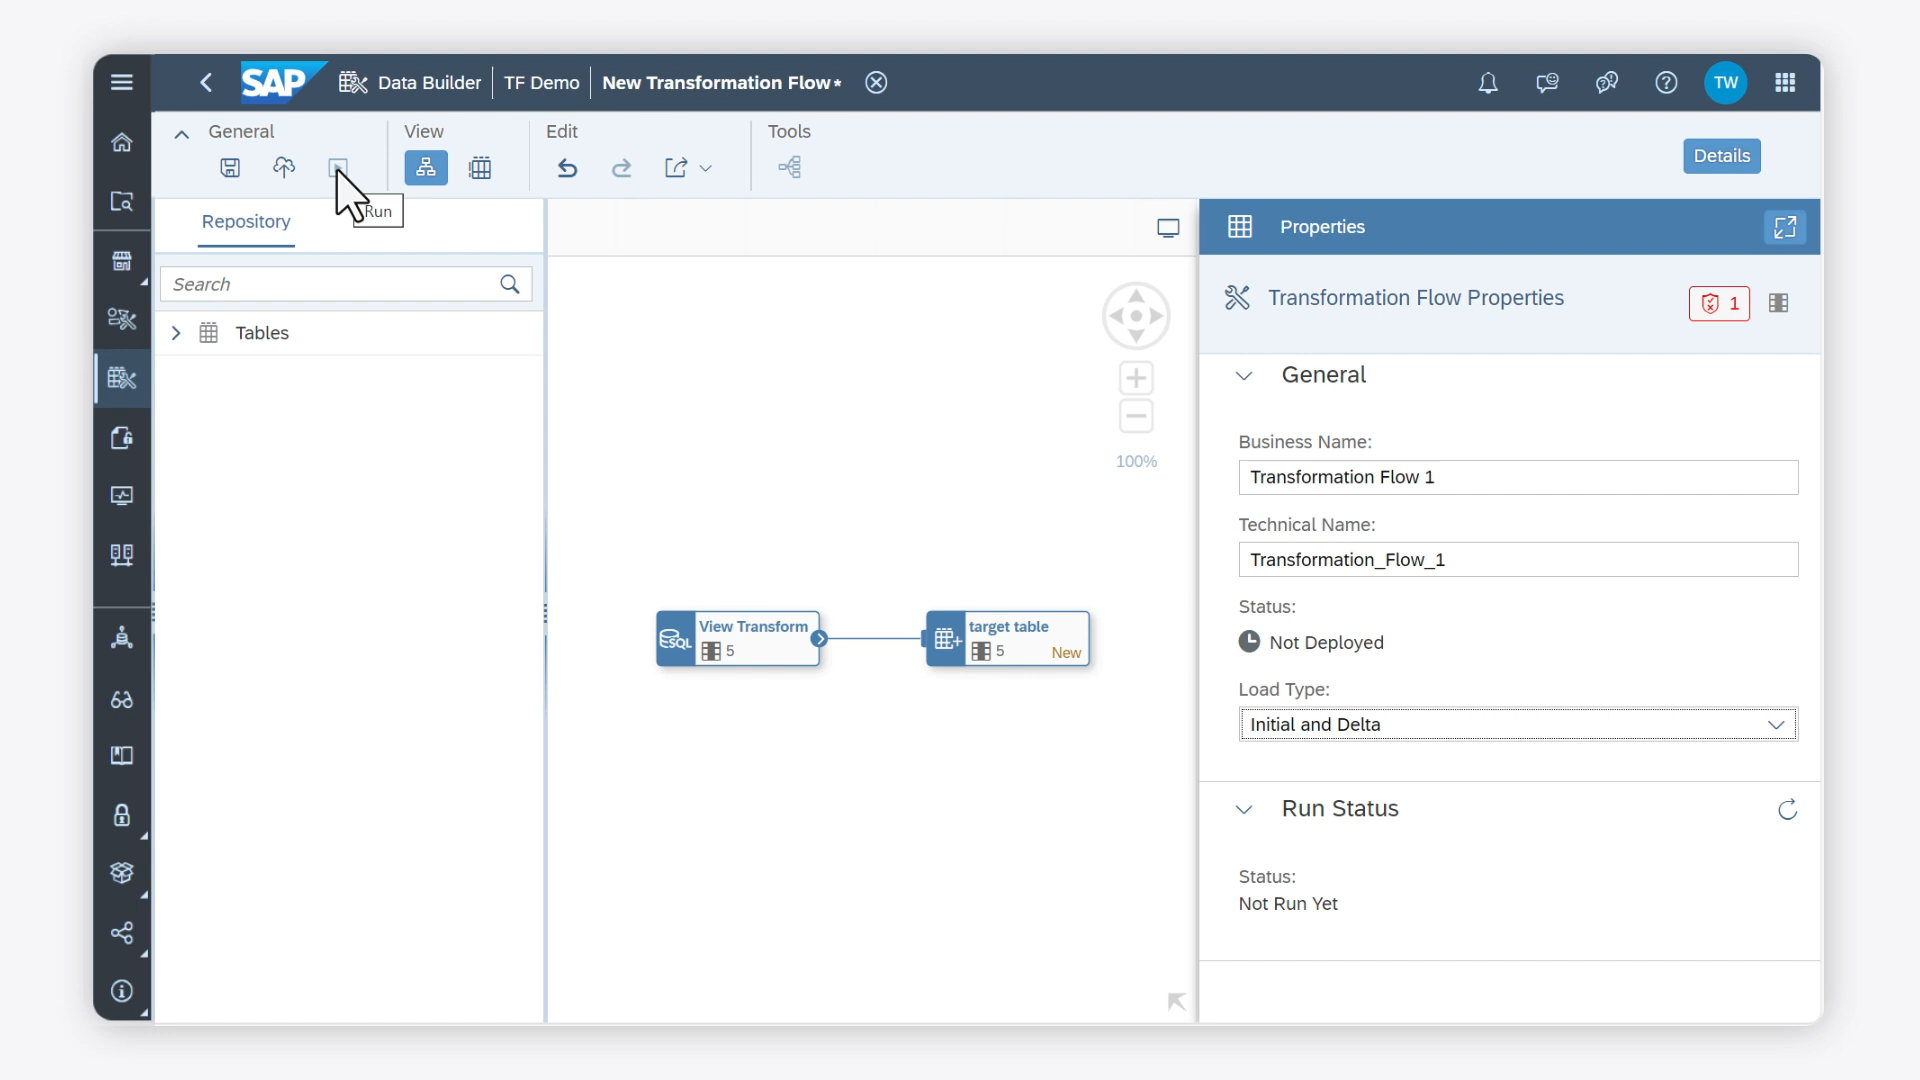 SAP Data Builder TF Demo New Transformation Flow* TW
General View Edit Tools
Details
Run
Repository
Search
Tables
100%
SQL View Transform
5
target table
5 New
Properties
Transformation Flow Properties 1
General
Business Name:
Transformation Flow 1
Technical Name:
Transformation_Flow_1
Status:
Not Deployed
Load Type:
Initial and Delta
Run Status
Status:
Not Run Yet